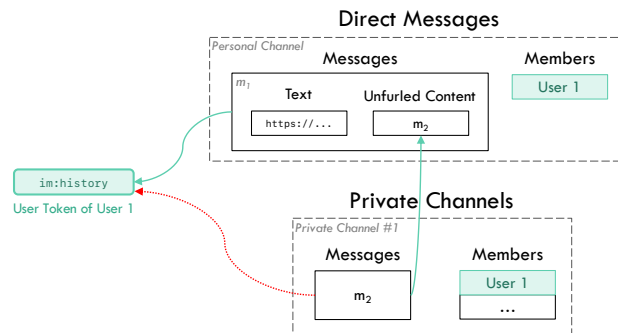 Direct Messages
Personal Channel
Messages
Members
m1
Text
Unfurled Content
User 1
https://...
m2
im:history
User Token of User 1
Private Channels
Private Channel #1
Messages
Members
m2
User 1
...